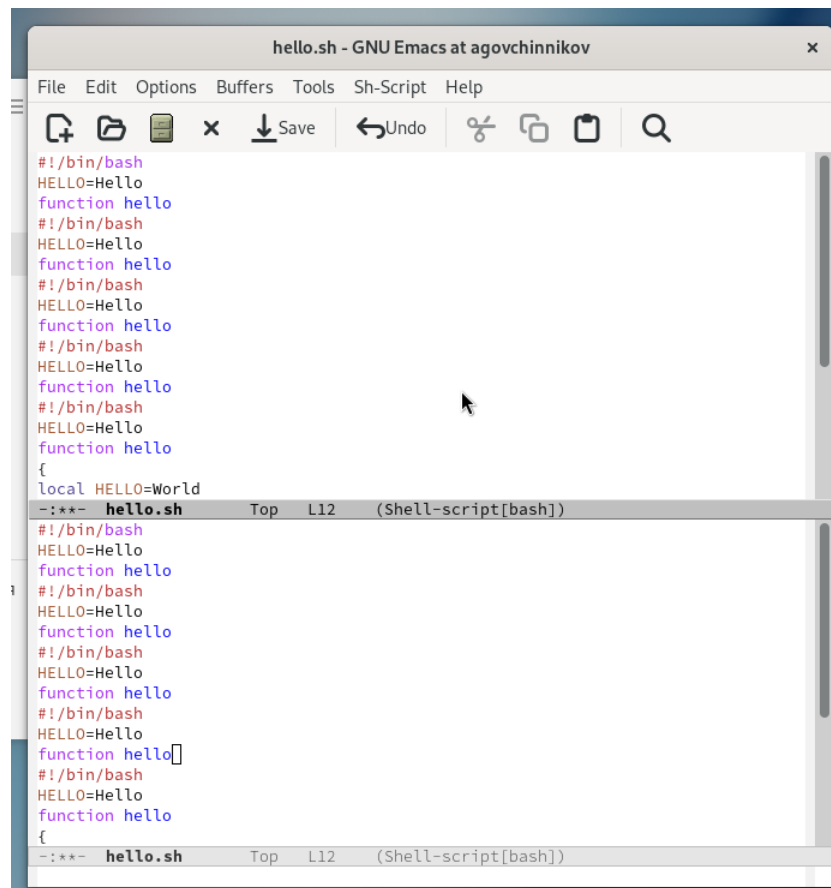 hello.sh - GNU Emacs at agovchinnikov
File Edit Options Buffers Tools Sh-Script Help
Save Undo
#!/bin/bash
HELLO=Hello
function hello
#!/bin/bash
HELLO=Hello
function hello
#!/bin/bash
HELLO=Hello
function hello
#!/bin/bash
HELLO=Hello
function hello
#!/bin/bash
HELLO=Hello
function hello
{
local HELLO=World
-:**- hello.sh Top L12 (Shell-script[bash])
#!/bin/bash
HELLO=Hello
function hello
#!/bin/bash
HELLO=Hello
function hello
#!/bin/bash
HELLO=Hello
function hello
#!/bin/bash
HELLO=Hello
function hello
#!/bin/bash
HELLO=Hello
function hello
{
-:**- hello.sh Top L12 (Shell-script[bash])